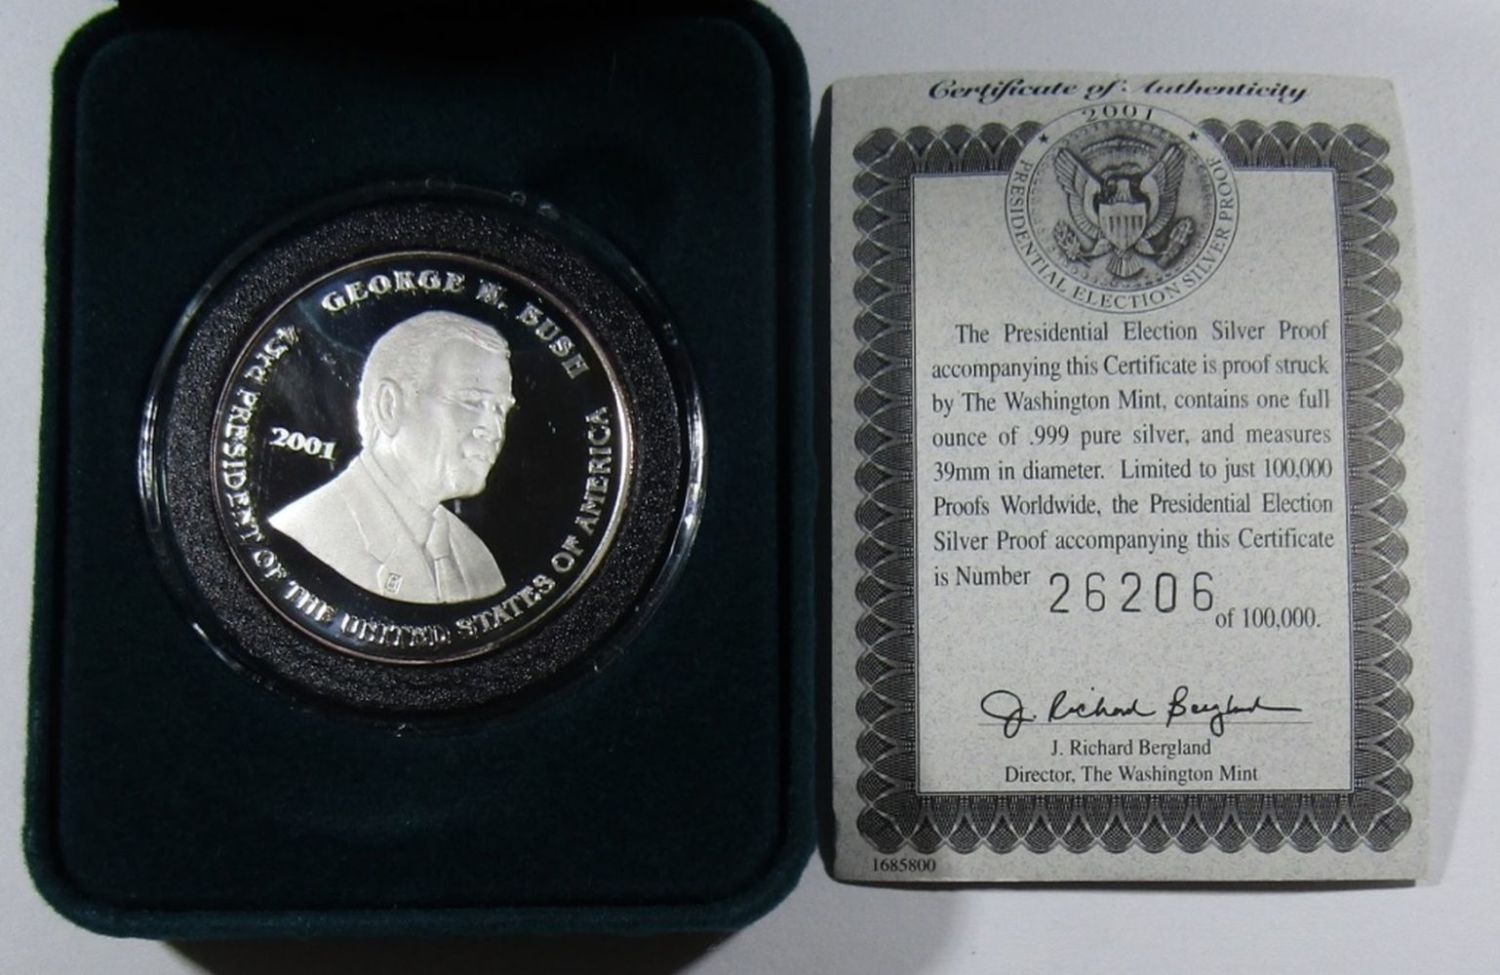 GEORGE W. BUSH
43RD PRESIDENT OF THE UNITED STATES OF AMERICA
2001
Certificate of Authenticity
2001
PRESIDENTIAL ELECTION SILVER PROOF
The Presidential Election Silver Proof
accompanying this Certificate is proof struck
by The Washington Mint, contains one full
ounce of .999 pure silver, and measures
39mm in diameter. Limited to just 100,000
Proofs Worldwide, the Presidential Election
Silver Proof accompanying this Certificate
is Number 26206 of 100,000.
J. Richard Bergland
J. Richard Bergland
Director, The Washington Mint
1685800